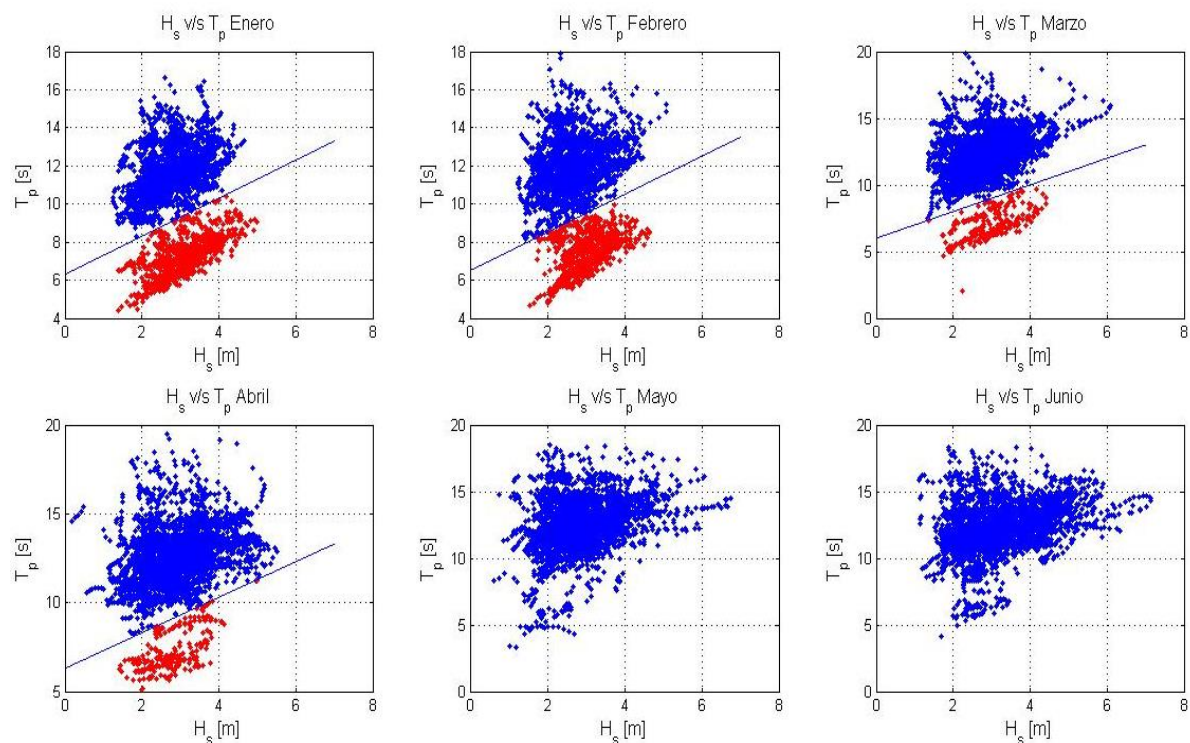 H_s v/s T_p Enero
18
16
14
12
10
8
6
4
T_p [s]
0 2 4 6 8
H_s [m]
H_s v/s T_p Febrero
18
16
14
12
10
8
6
4
T_p [s]
0 2 4 6 8
H_s [m]
H_s v/s T_p Marzo
20
15
10
5
0
T_p [s]
0 2 4 6 8
H_s [m]
H_s v/s T_p Abril
20
15
10
5
T_p [s]
0 2 4 6 8
H_s [m]
H_s v/s T_p Mayo
20
15
10
5
0
T_p [s]
0 2 4 6 8
H_s [m]
H_s v/s T_p Junio
20
15
10
5
0
T_p [s]
0 2 4 6 8
H_s [m]